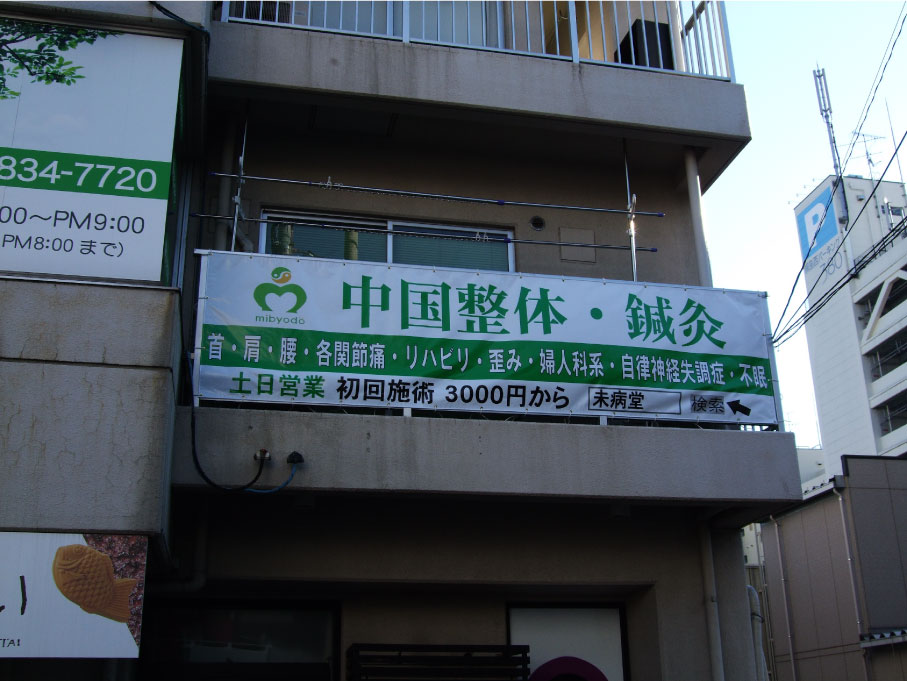 834-7720
00～PM9:00
PM8:00まで)
mibyodo
中国整体・鍼灸
首・肩・腰・各関節痛・リハビリ・歪み・婦人科系・自律神経失調症・不眠
土日営業 初回施術 3000円から 未病堂 検索
P